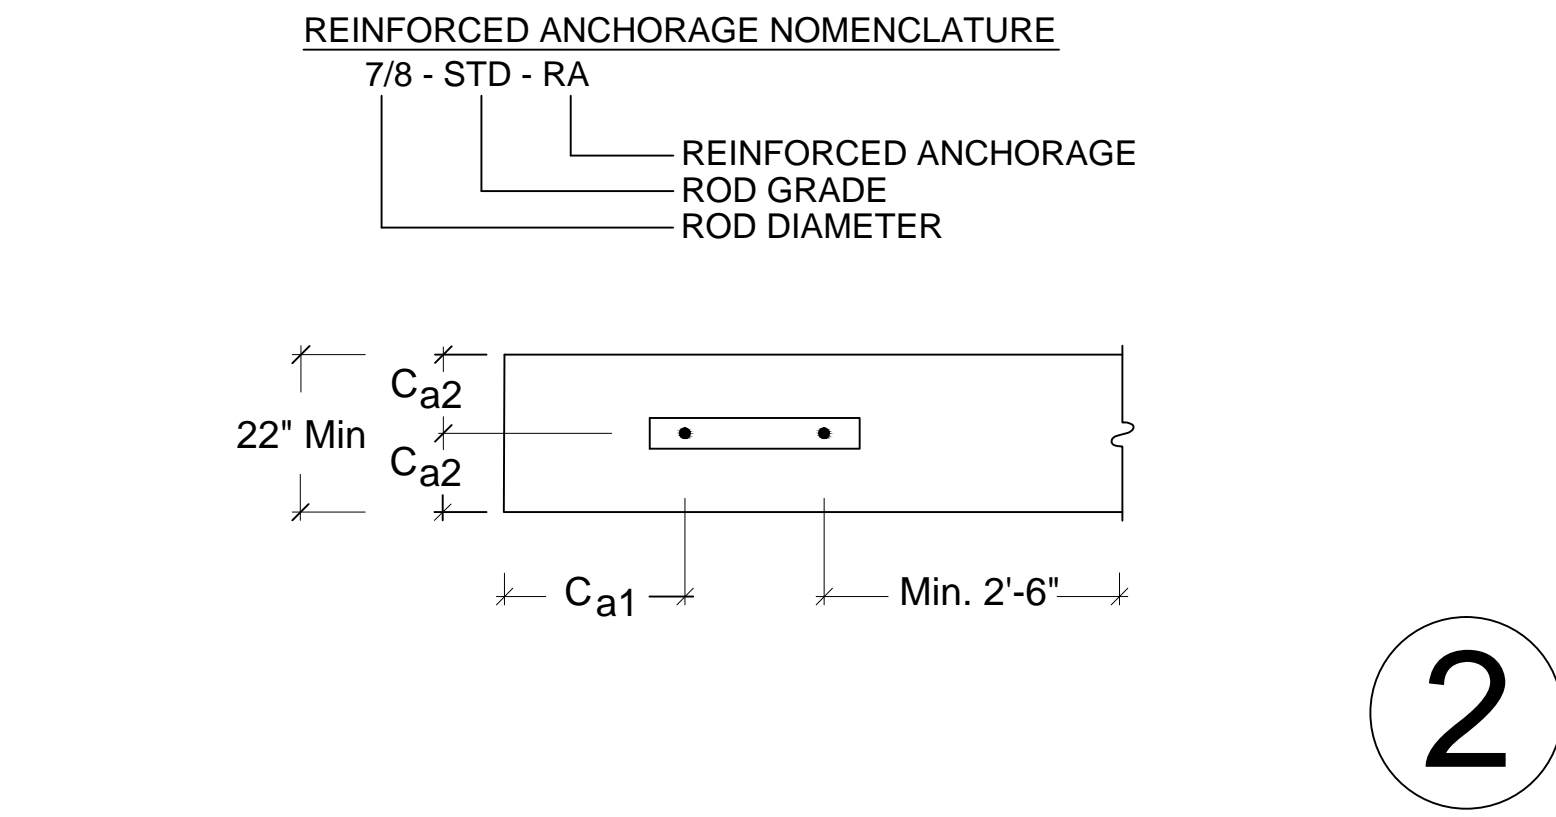 REINFORCED ANCHORAGE NOMENCLATURE
7/8 - STD - RA
REINFORCED ANCHORAGE
ROD GRADE
ROD DIAMETER
Ca2
22" Min
Ca2
Ca1
Min. 2'-6"
2